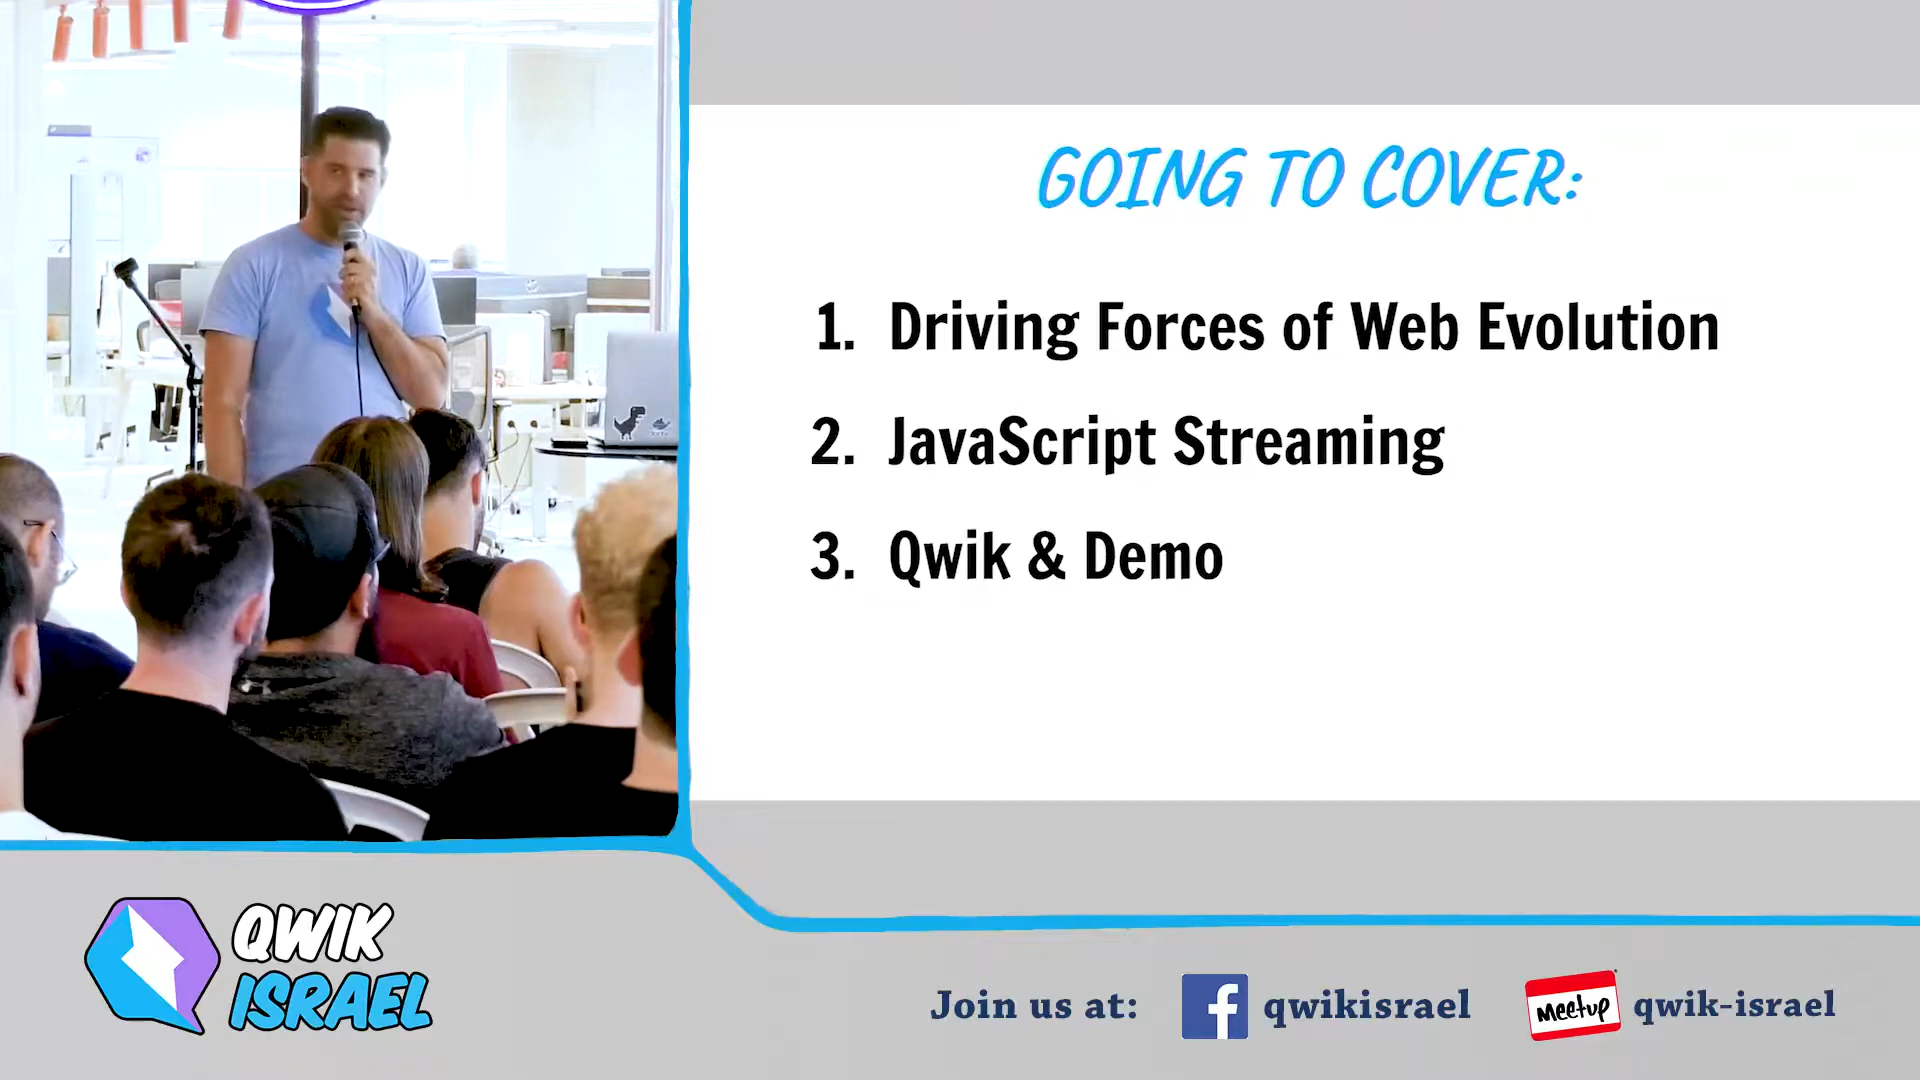 GOING TO COVER:
1. Driving Forces of Web Evolution
2. JavaScript Streaming
3. Qwik & Demo
QWIK
ISRAEL
Join us at: f qwikisrael Meetup qwik-israel